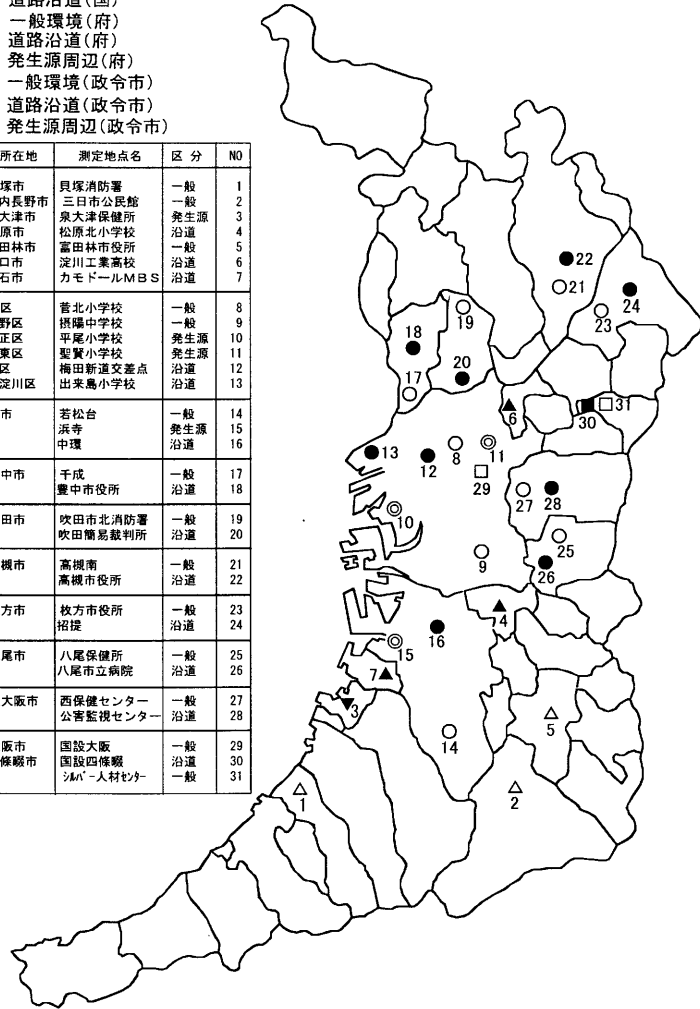 道路沿道(国)
一般環境(府)
道路沿道(府)
発生源周辺(府)
一般環境(政令市)
道路沿道(政令市)
発生源周辺(政令市)
所在地 測定地点名 区分 NO
塚市 貝塚消防署 一般 1
内長野市 三日市公民館 一般 2
大津市 泉大津保健所 発生源 3
原市 松原北小学校 沿道 4
田林市 富田林市役所 一般 5
口市 淀川工業高校 沿道 6
石市 カモドールMBS 沿道 7
区 菅北小学校 一般 8
野区 摂陽中学校 一般 9
正区 平尾小学校 発生源 10
東区 聖賢小学校 発生源 11
区 梅田新道交差点 沿道 12
淀川区 出来島小学校 沿道 13
市 若松台 一般 14
浜寺 発生源 15
中環 沿道 16
中市 千成 一般 17
豊中市役所 沿道 18
田市 吹田市北消防署 一般 19
吹田簡易裁判所 沿道 20
槻市 高槻南 一般 21
高槻市役所 沿道 22
方市 枚方市役所 一般 23
招提 沿道 24
尾市 八尾保健所 一般 25
八尾市立病院 沿道 26
大阪市 西保健センター 一般 27
公害監視センター 沿道 28
阪市 国設大阪 一般 29
條畷市 国設四條畷 沿道 30
シルバー人材センター 一般 31
22
21
24
23
19
18
20
17
6
31
30
13
12
8
11
29
27
28
10
25
9
26
4
16
15
7
3
5
14
2
1